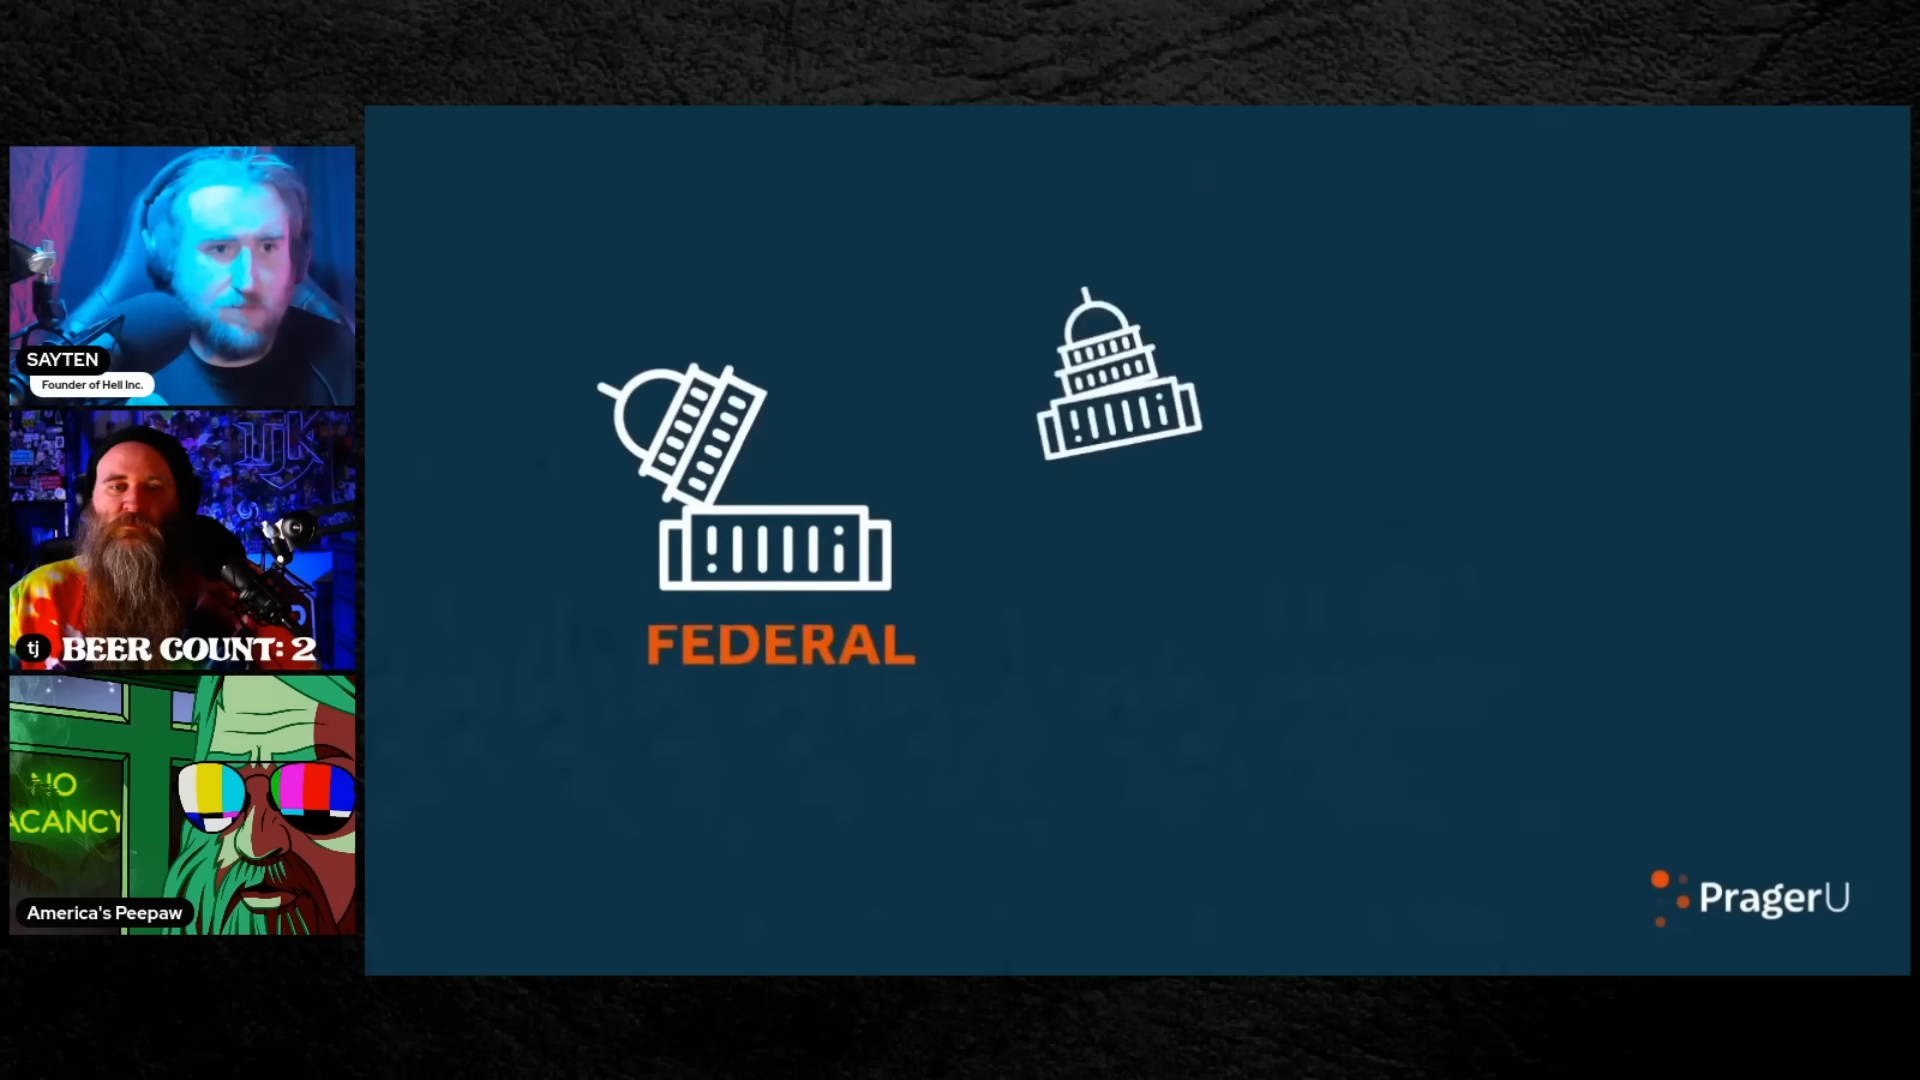 SAYTEN
Founder of Hell Inc.
tj
BEER COUNT: 2
NO
ACANCY
America's Peepaw
FEDERAL
PragerU